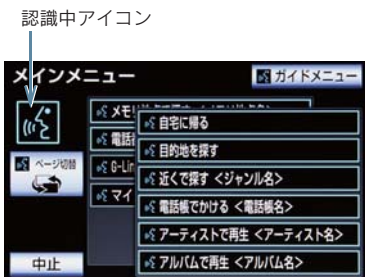 認識中アイコン
メインメニュー
ガイドメニュー
メモリ
電話
ページ切替
G-Lin
マイ
自宅に帰る
目的地を探す
近くで探す <ジャンル名>
電話帳でかける <電話帳名>
アーティストで再生 <アーティスト名>
アルバムで再生 <アルバム名>
中止